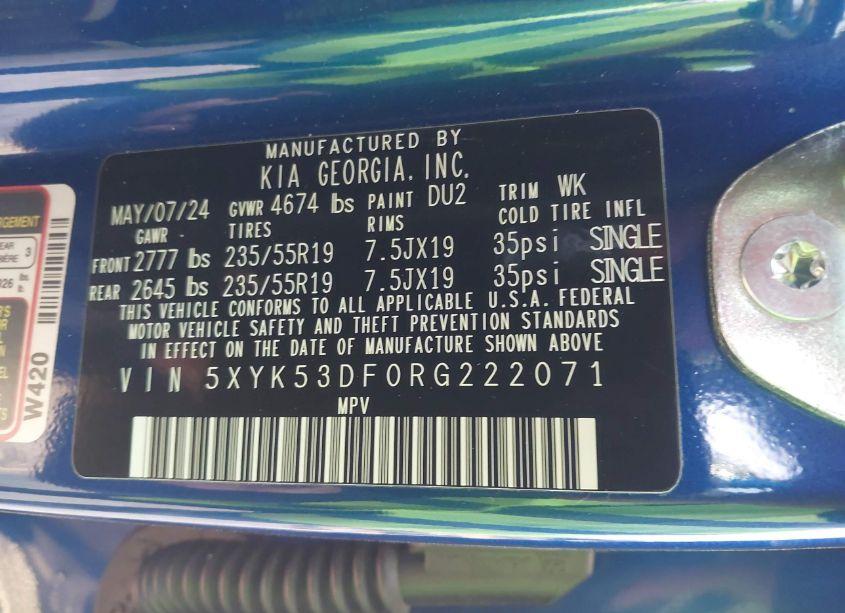 MANUFACTURED BY
KIA GEORGIA, INC.
MAY/07/24 GVWR 4674 lbs PAINT DU2 TRIM WK
GAWR - TIRES RIMS COLD TIRE INFL
FRONT 2777 lbs 235/55R19 7.5JX19 35psi SINGLE
REAR 2645 lbs 235/55R19 7.5JX19 35psi SINGLE
THIS VEHICLE CONFORMS TO ALL APPLICABLE U.S.A. FEDERAL
MOTOR VEHICLE SAFETY AND THEFT PREVENTION STANDARDS
IN EFFECT ON THE DATE OF MANUFACTURE SHOWN ABOVE
VIN 5XYK53DF0RG222071
MPV
3
W420